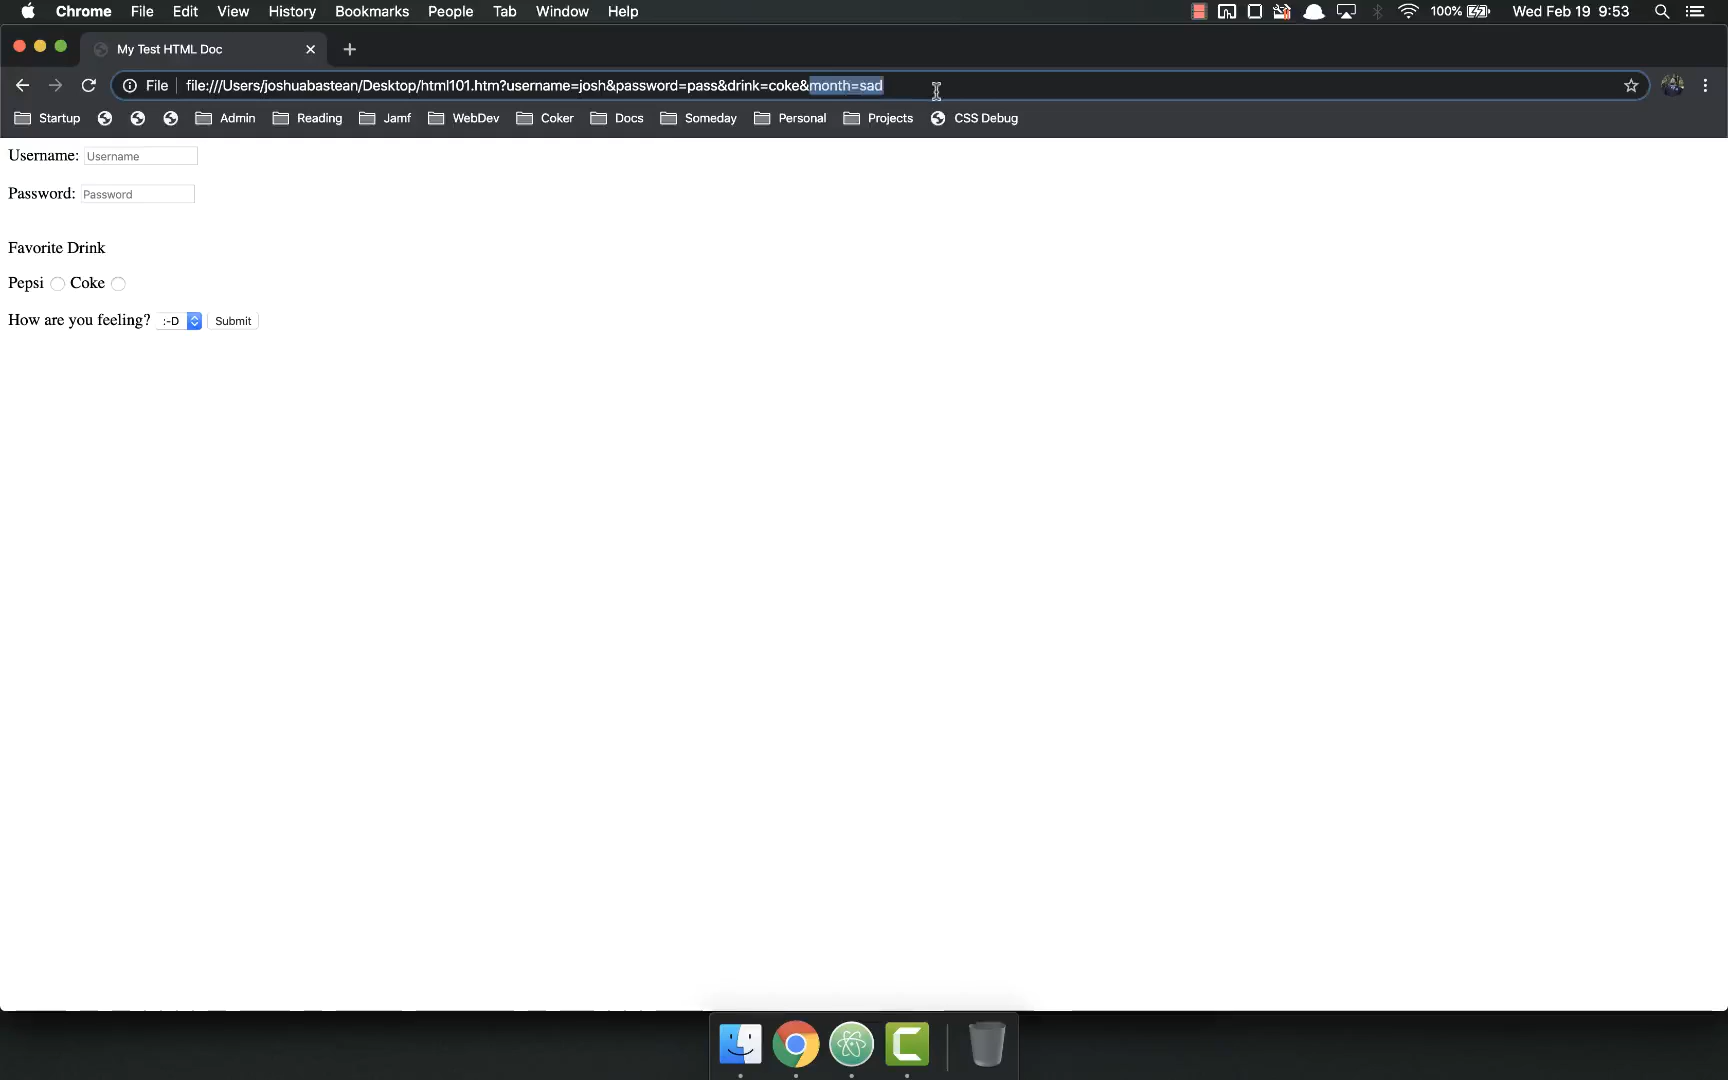 Chrome File Edit View History Bookmarks People Tab Window Help 100% Wed Feb 19 9:53
My Test HTML Doc
File file:///Users/joshuabastean/Desktop/html101.htm?username=josh&password=pass&drink=coke&month=sad
Startup Admin Reading Jamf WebDev Coker Docs Someday Personal Projects CSS Debug
Username: Username
Password: Password
Favorite Drink
Pepsi Coke
How are you feeling? :-D Submit